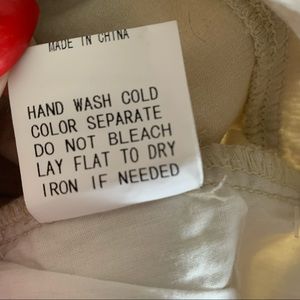 MADE IN CHINA
HAND WASH COLD
COLOR SEPARATE
DO NOT BLEACH
LAY FLAT TO DRY
IRON IF NEEDED